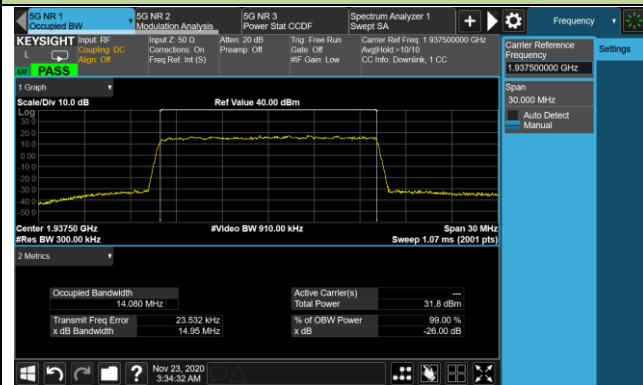 5G NR 1
Occupied BW
5G NR 2
Modulation Analysis
5G NR 3
Power Stat CCDF
Spectrum Analyzer 1
Swept SA
Frequency
KEYSIGHT
L
PASS
Input: RF
Coupling: DC
Align: Off
Input Z: 50 Ω
Corrections: On
Freq Ref: Int (S)
Atten: 20 dB
Preamp: Off
Trig: Free Run
Gate: Off
#IF Gain: Low
Carrier Ref Freq: 1.937500000 GHz
Avg|Hold:>10/10
CC Info: Downlink, 1 CC
Carrier Reference
Frequency
1.937500000 GHz
Settings
Span
30.000 MHz
Auto Detect
Manual
1 Graph
Scale/Div 10.0 dB
Ref Value 40.00 dBm
Log
30.0
20.0
10.0
0.00
-10.0
-20.0
-30.0
-40.0
-50.0
Center 1.93750 GHz
#Video BW 910.00 kHz
Span 30 MHz
#Res BW 300.00 kHz
Sweep 1.07 ms (2001 pts)
2 Metrics
Occupied Bandwidth
14.080 MHz
Active Carrier(s)
---
Total Power
31.8 dBm
Transmit Freq Error
23.532 kHz
% of OBW Power
99.00 %
x dB Bandwidth
14.95 MHz
x dB
-26.00 dB
?
Nov 23, 2020
3:34:32 AM